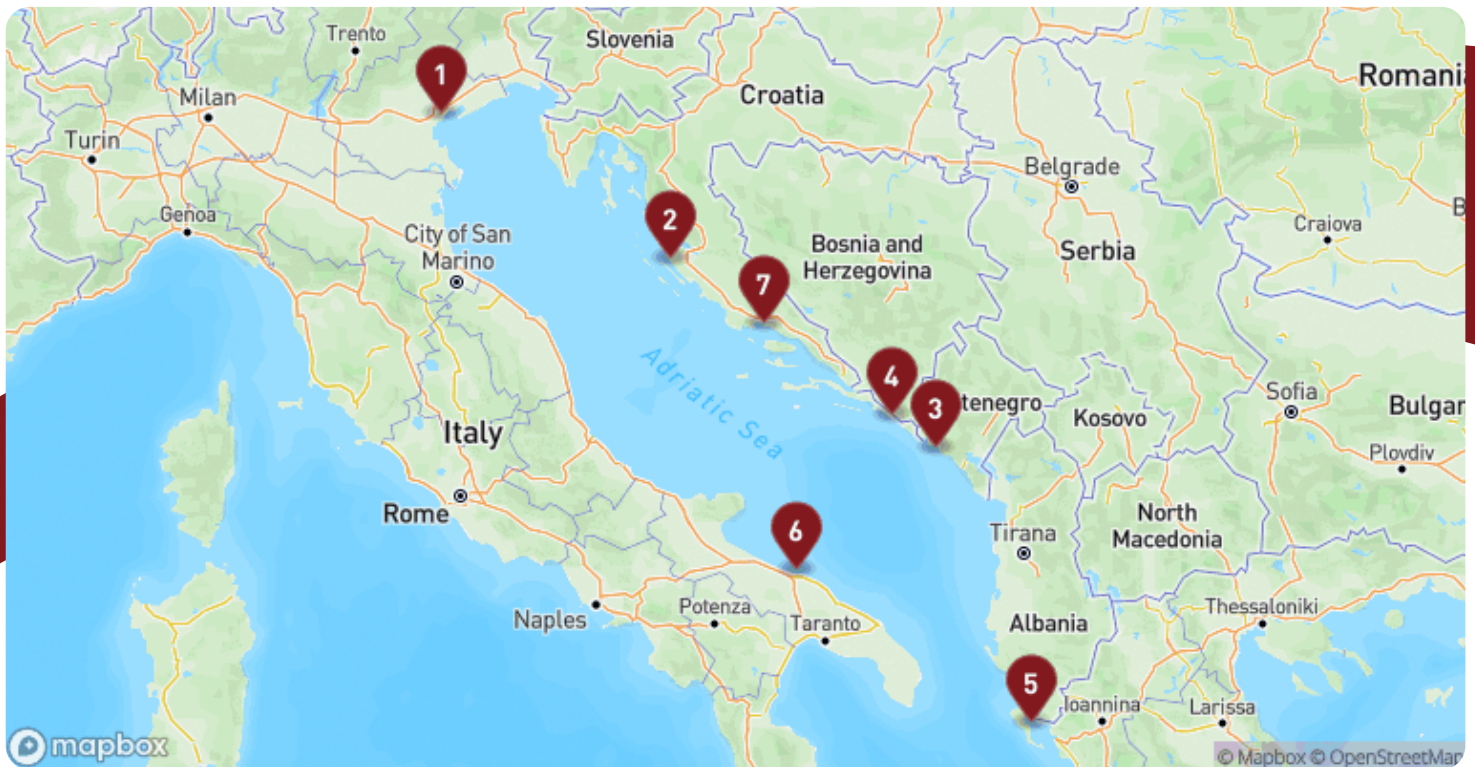 Trento
Slovenia
1
Croatia
Romani
Milan
Turin
Belgrade
2
Genoa
City of San
Marino
Bosnia and
Herzegovina
Serbia
Craiova
B
7
Adriatic Sea
4
3
tenegro
Kosovo
Sofia
Bulgar
Italy
Plovdiv
Rome
6
North
Macedonia
Tirana
Naples
Potenza
Taranto
Albania
Thessaloniki
5
Ioannina
Larissa
mapbox
© Mapbox © OpenStreetMap